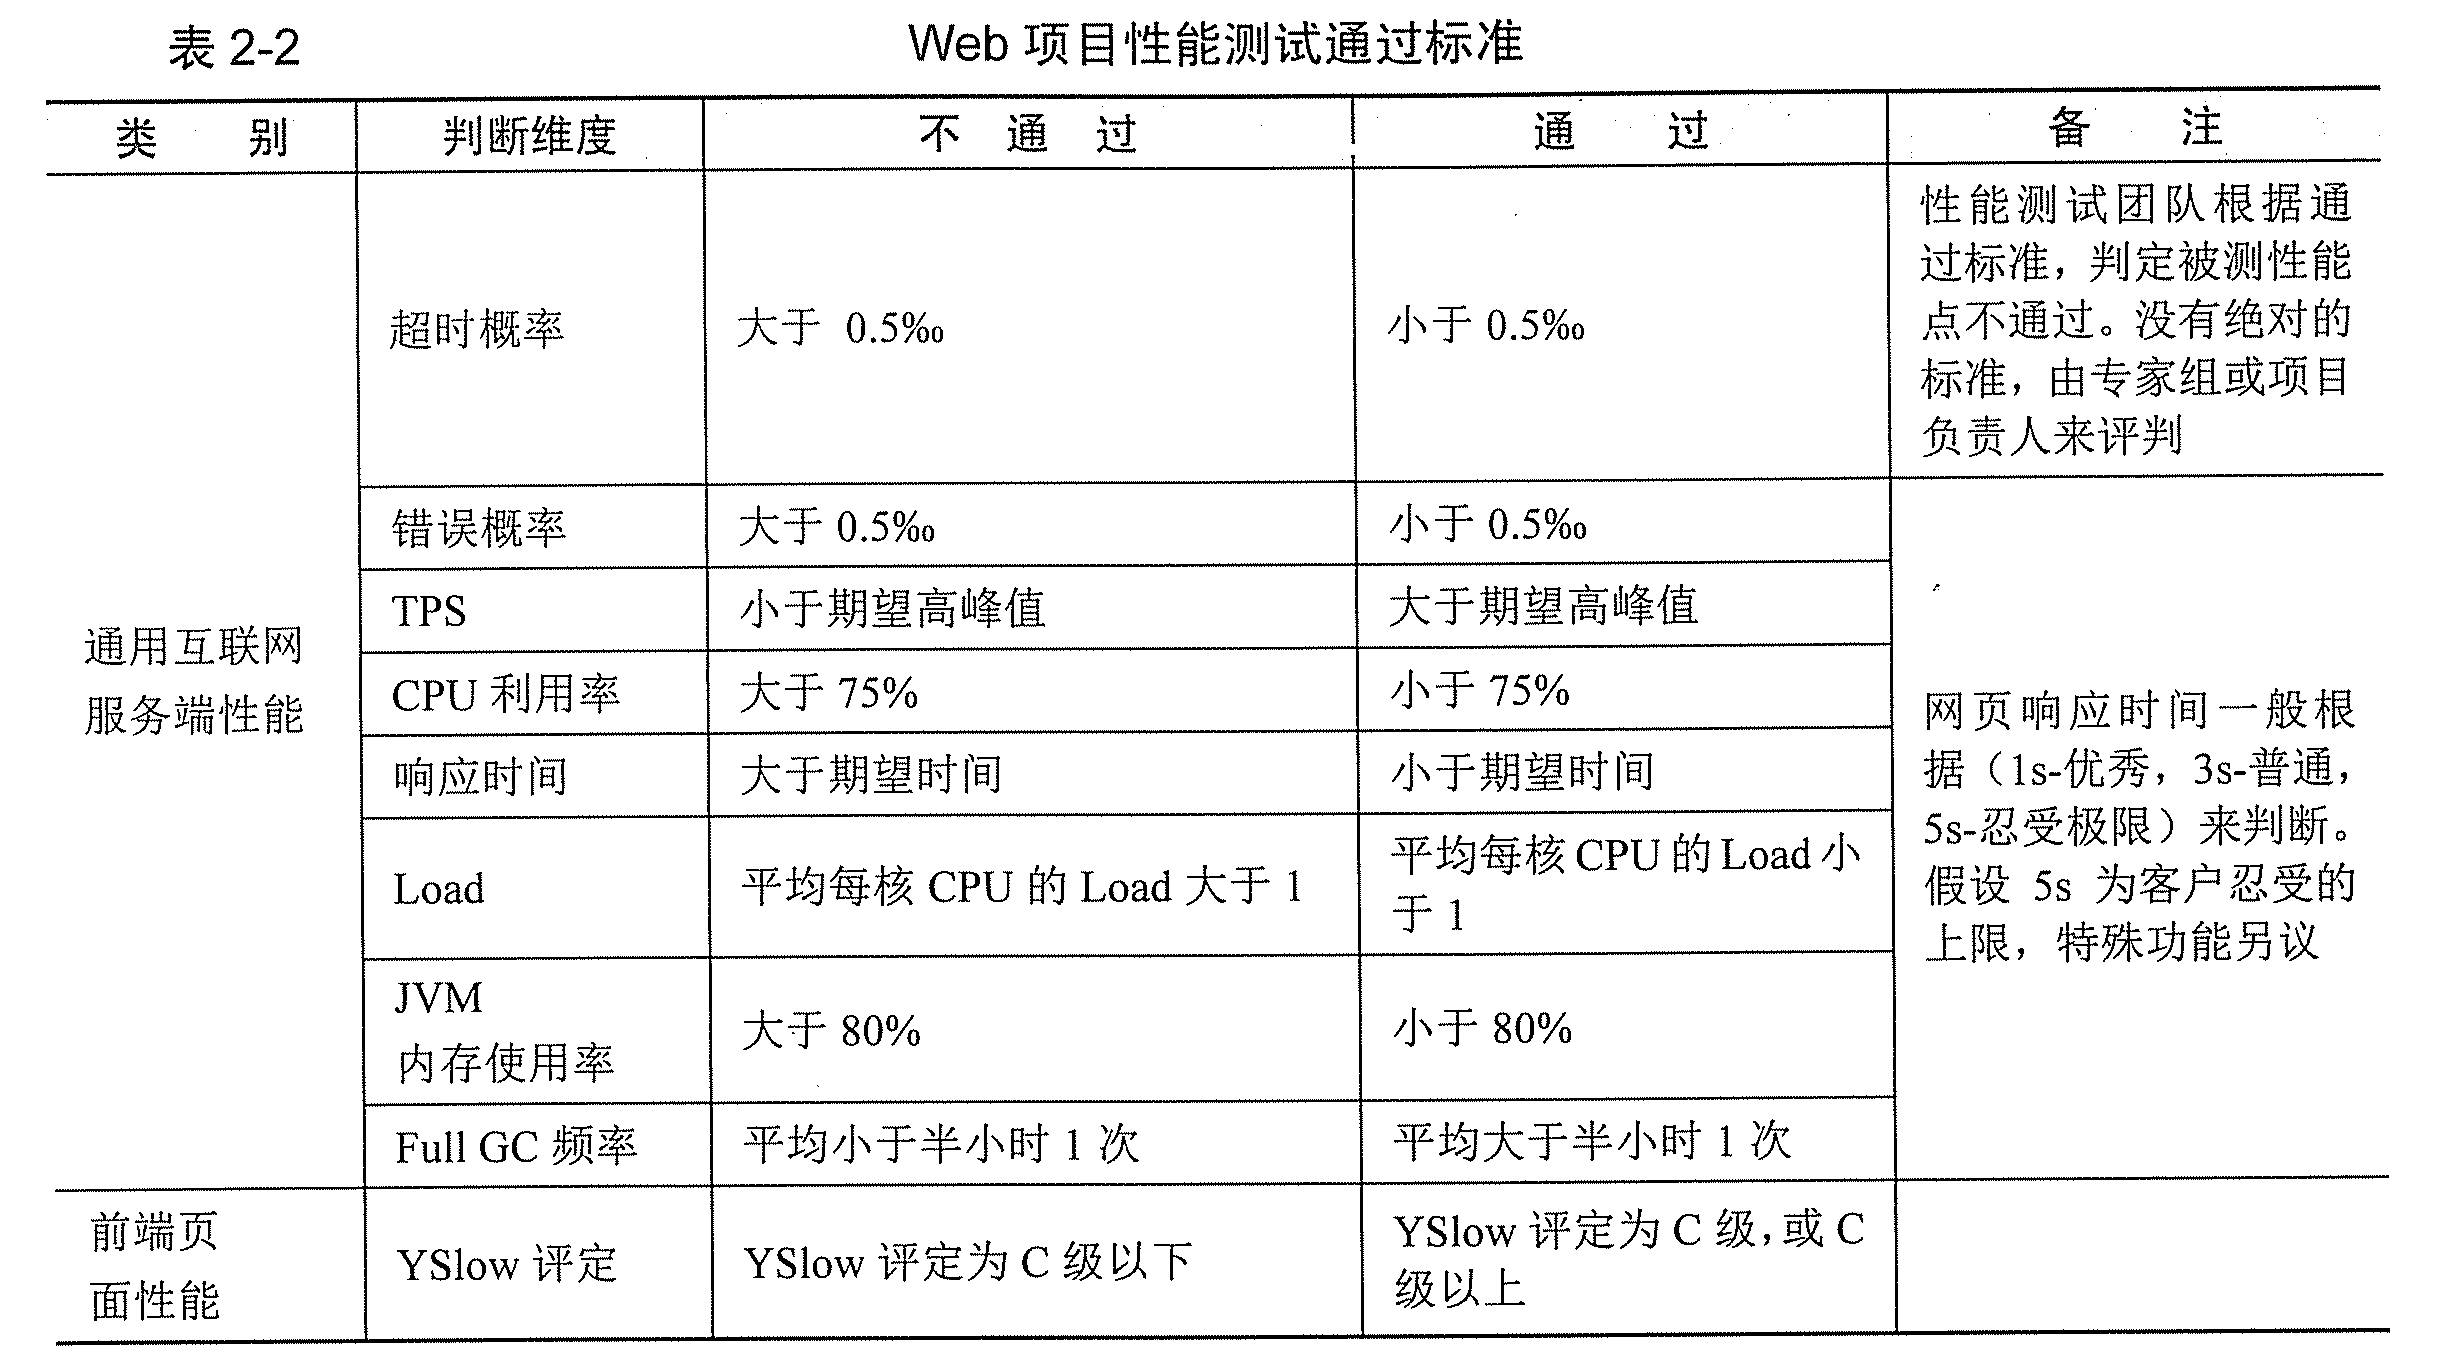 表 2-2
Web 项目性能测试通过标准
类 别
判断维度
不 通 过
通 过
备 注
超时概率
大于 0.5‰
小于 0.5‰
性能测试团队根据通
过标准，判定被测性能
点不通过。没有绝对的
标准，由专家组或项目
负责人来评判
通用互联网
服务端性能
错误概率
大于 0.5‰
小于 0.5‰
TPS
小于期望高峰值
大于期望高峰值
CPU 利用率
大于 75%
小于 75%
响应时间
大于期望时间
小于期望时间
Load
平均每核 CPU 的 Load 大于 1
平均每核 CPU 的 Load 小
于 1
JVM
内存使用率
大于 80%
小于 80%
Full GC 频率
平均小于半小时 1 次
平均大于半小时 1 次
网页响应时间一般根
据（1s-优秀，3s-普通，
5s-忍受极限）来判断。
假设 5s 为客户忍受的
上限，特殊功能另议
前端页
面性能
YSlow 评定
YSlow 评定为 C 级以下
YSlow 评定为 C 级，或 C
级以上